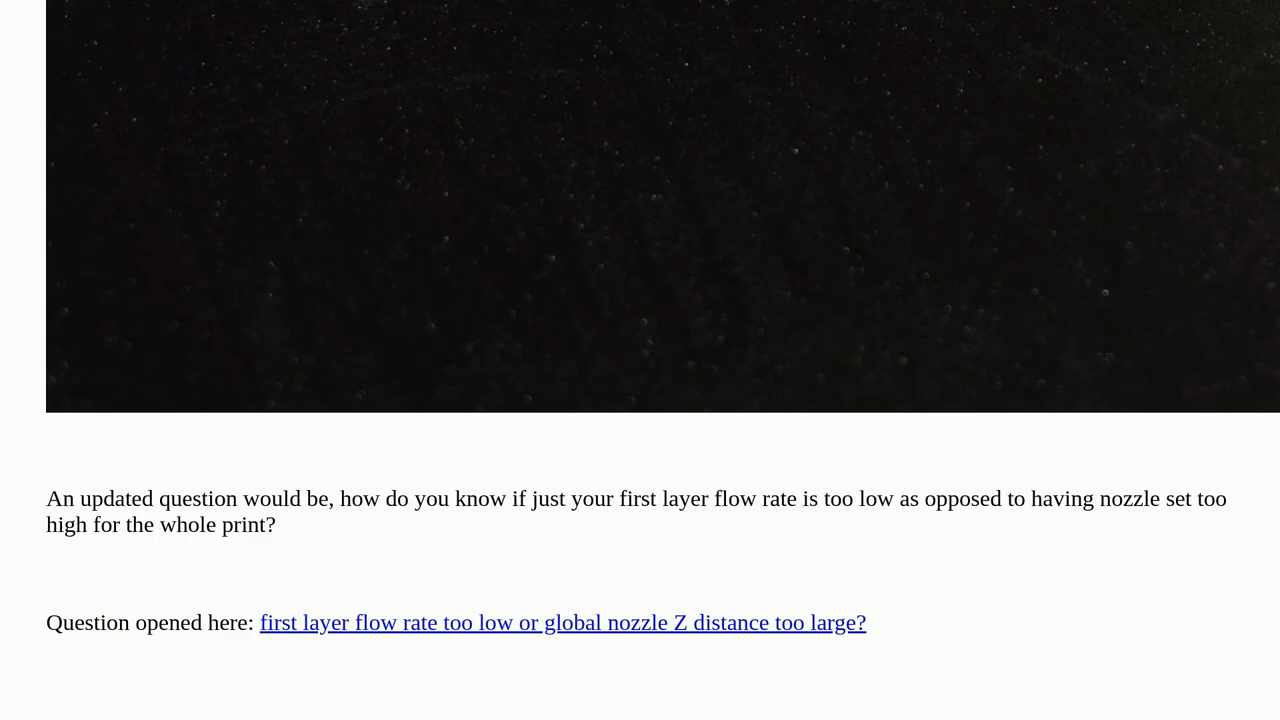 An updated question would be, how do you know if just your first layer flow rate is too low as opposed to having nozzle set too
high for the whole print?
Question opened here: first layer flow rate too low or global nozzle Z distance too large?